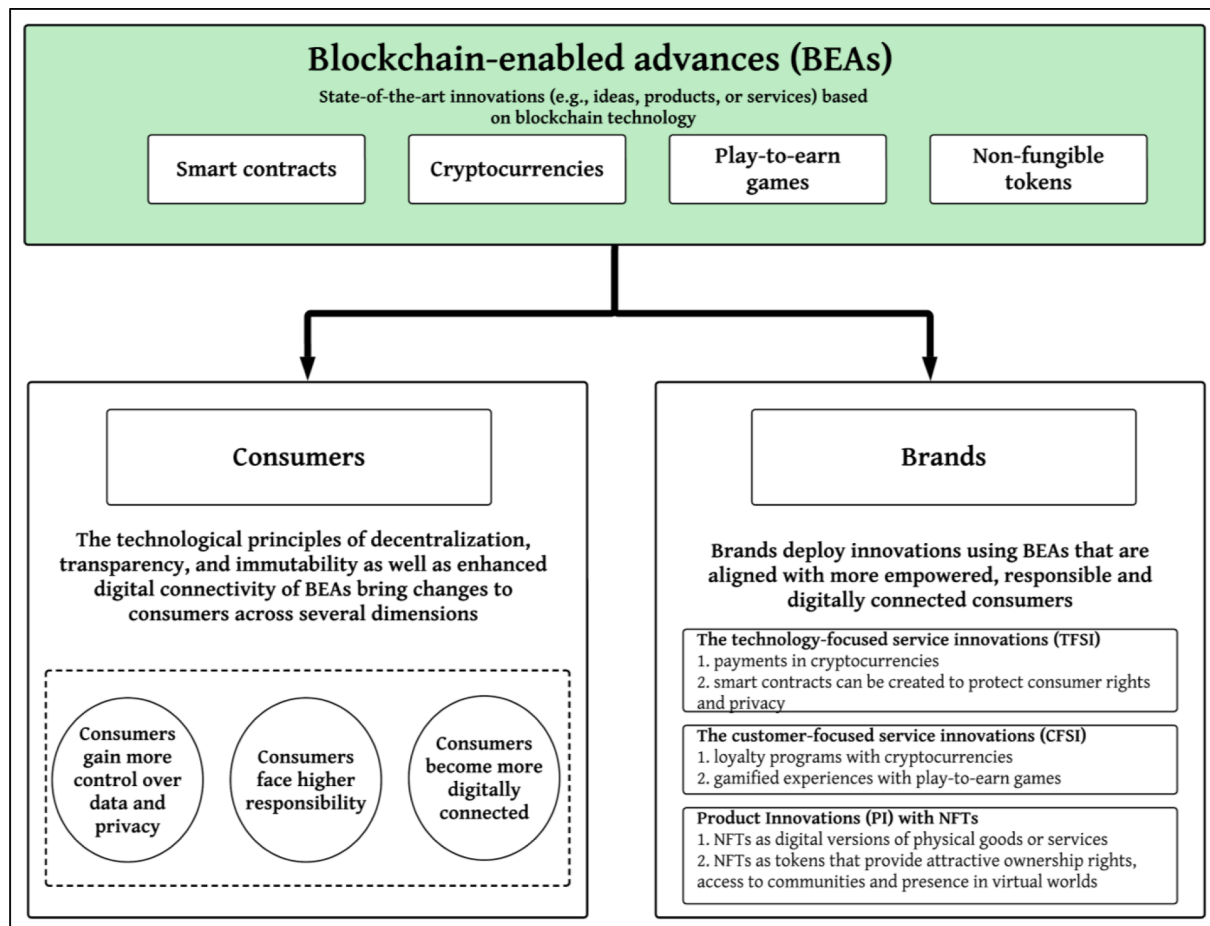 Blockchain-enabled advances (BEAs)
State-of-the-art innovations (e.g., ideas, products, or services) based
on blockchain technology
Smart contracts
Cryptocurrencies
Play-to-earn
games
Non-fungible
tokens
Consumers
The technological principles of decentralization,
transparency, and immutability as well as enhanced
digital connectivity of BEAs bring changes to
consumers across several dimensions
Consumers
gain more
control over
data and
privacy
Consumers
face higher
responsibility
Consumers
become more
digitally
connected
Brands
Brands deploy innovations using BEAs that are
aligned with more empowered, responsible and
digitally connected consumers
The technology-focused service innovations (TFSI)
1. payments in cryptocurrencies
2. smart contracts can be created to protect consumer rights
and privacy
The customer-focused service innovations (CFSI)
1. loyalty programs with cryptocurrencies
2. gamified experiences with play-to-earn games
Product Innovations (PI) with NFTs
1. NFTs as digital versions of physical goods or services
2. NFTs as tokens that provide attractive ownership rights,
access to communities and presence in virtual worlds